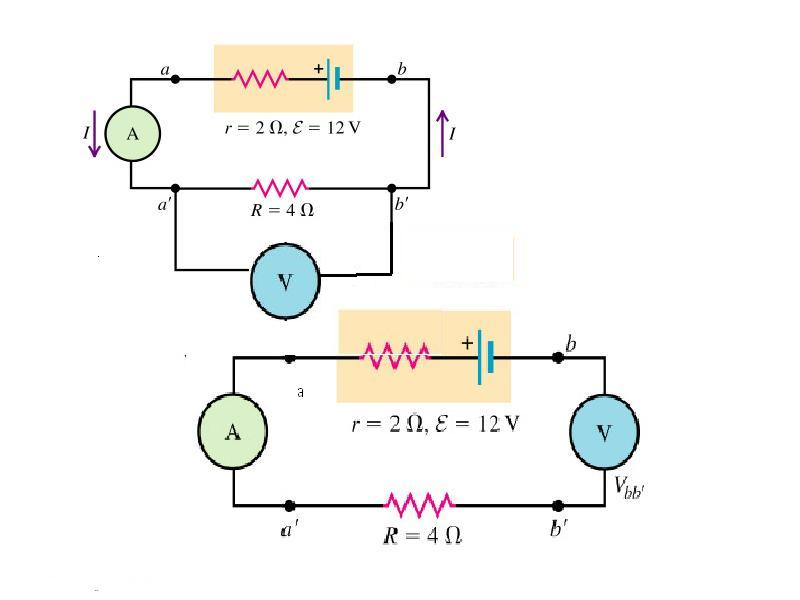 a + b
I A r = 2 Ω, ℰ = 12 V I
a′ R = 4 Ω b′
V
+ b
a
A r = 2 Ω, ℰ = 12 V V
V_bb′
a′ R = 4 Ω b′